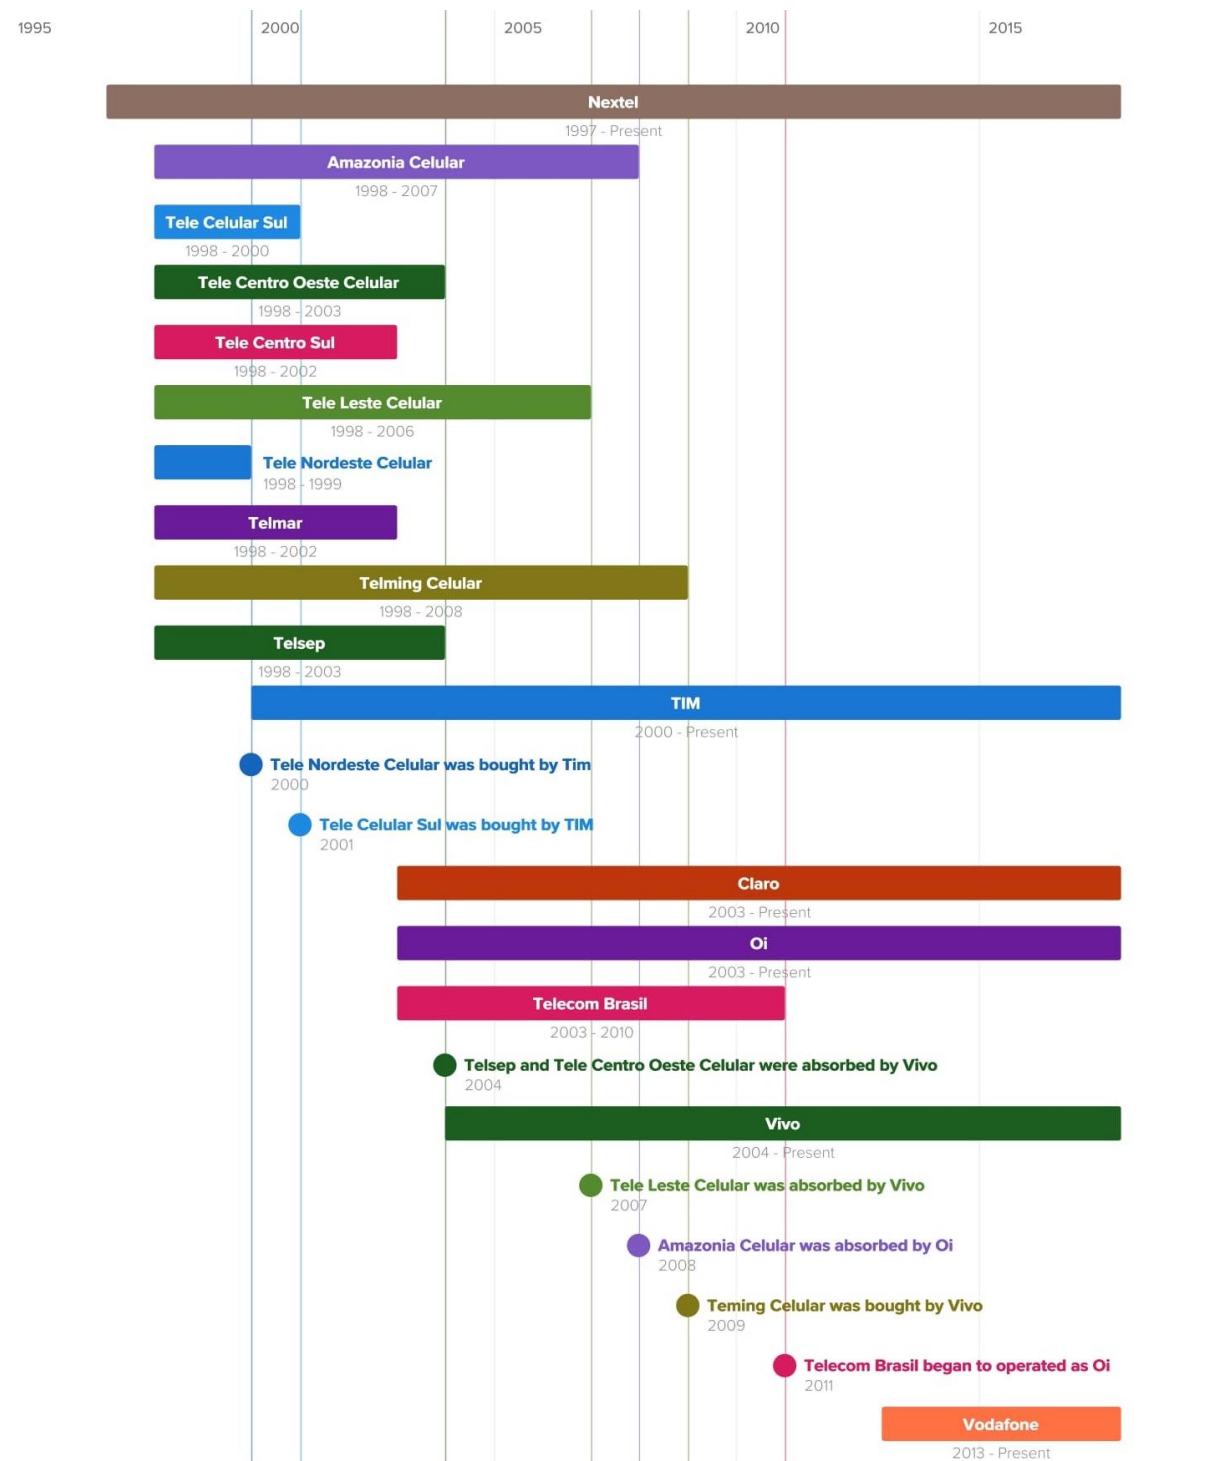 1995 2000 2005 2010 2015
Nextel
1997 - Present
Amazonia Celular
1998 - 2007
Tele Celular Sul
1998 - 2000
Tele Centro Oeste Celular
1998 - 2003
Tele Centro Sul
1998 - 2002
Tele Leste Celular
1998 - 2006
Tele Nordeste Celular
1998 - 1999
Telmar
1998 - 2002
Telming Celular
1998 - 2008
Telsep
1998 - 2003
TIM
2000 - Present
Tele Nordeste Celular was bought by Tim
2000
Tele Celular Sul was bought by TIM
2001
Claro
2003 - Present
Oi
2003 - Present
Telecom Brasil
2003 - 2010
Telsep and Tele Centro Oeste Celular were absorbed by Vivo
2004
Vivo
2004 - Present
Tele Leste Celular was absorbed by Vivo
2007
Amazonia Celular was absorbed by Oi
2008
Teming Celular was bought by Vivo
2009
Telecom Brasil began to operated as Oi
2011
Vodafone
2013 - Present